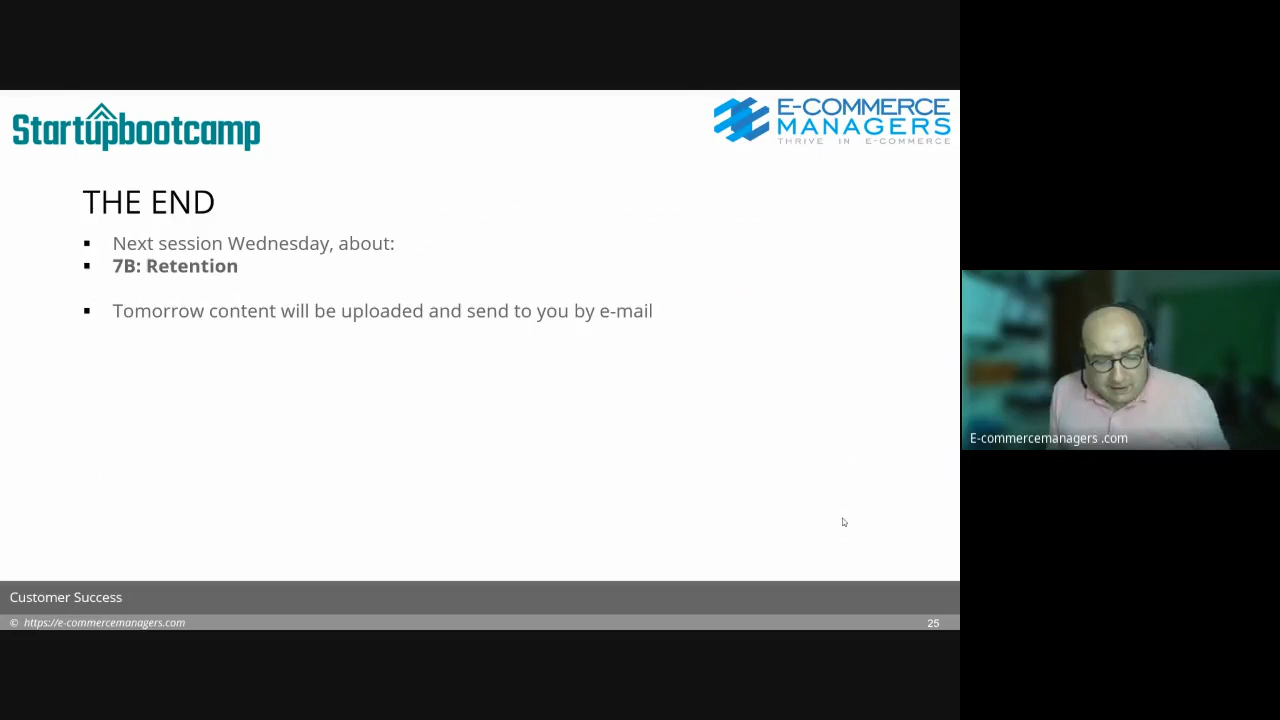 Startupbootcamp
E-COMMERCE
MANAGERS
THRIVE IN E-COMMERCE
THE END
Next session Wednesday, about:
7B: Retention
Tomorrow content will be uploaded and send to you by e-mail
E-commercemanagers .com
Customer Success
© https://e-commercemanagers.com
25